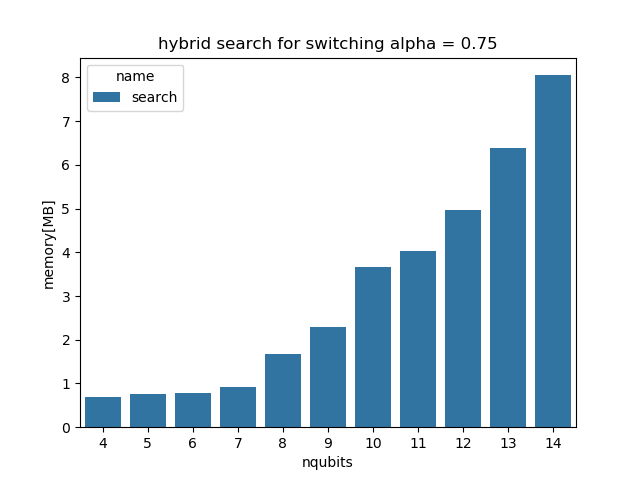 hybrid search for switching alpha = 0.75
name
search
8
7
6
5
4
3
2
1
0
memory[MB]
4 5 6 7 8 9 10 11 12 13 14
nqubits